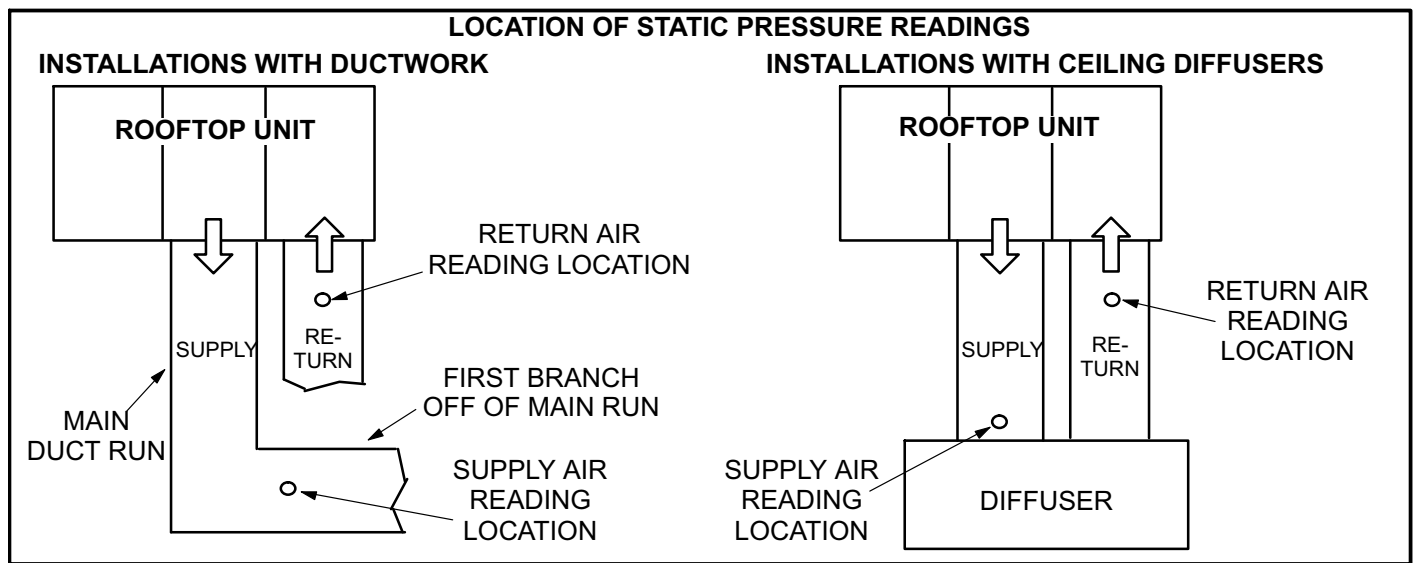 LOCATION OF STATIC PRESSURE READINGS
INSTALLATIONS WITH DUCTWORK
ROOFTOP UNIT
RETURN AIR
READING LOCATION
SUPPLY
RE-
TURN
FIRST BRANCH
OFF OF MAIN RUN
MAIN
DUCT RUN
SUPPLY AIR
READING
LOCATION
INSTALLATIONS WITH CEILING DIFFUSERS
ROOFTOP UNIT
RETURN AIR
READING
LOCATION
SUPPLY
RE-
TURN
SUPPLY AIR
READING
LOCATION
DIFFUSER